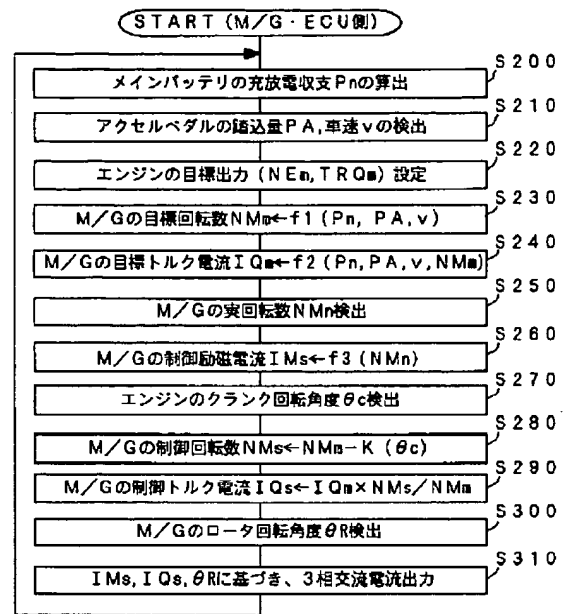 START(M/G・ECU側)
S200
メインバッテリの充放電収支Pnの算出
S210
アクセルペダルの踏込量PA,車速vの検出
S220
エンジンの目標出力(NEm,TRQm)設定
S230
M/Gの目標回転数NMm←f1(Pn, PA,v)
S240
M/Gの目標トルク電流IQm←f2(Pn,PA,v,NMm)
S250
M/Gの実回転数NMn検出
S260
M/Gの制御励磁電流IMs←f3(NMn)
S270
エンジンのクランク回転角度θc検出
S280
M/Gの制御回転数NMs←NMm−K(θc)
S290
M/Gの制御トルク電流IQs←IQm×NMs/NMm
S300
M/Gのロータ回転角度θR検出
S310
IMs,IQs,θRに基づき、3相交流電流出力